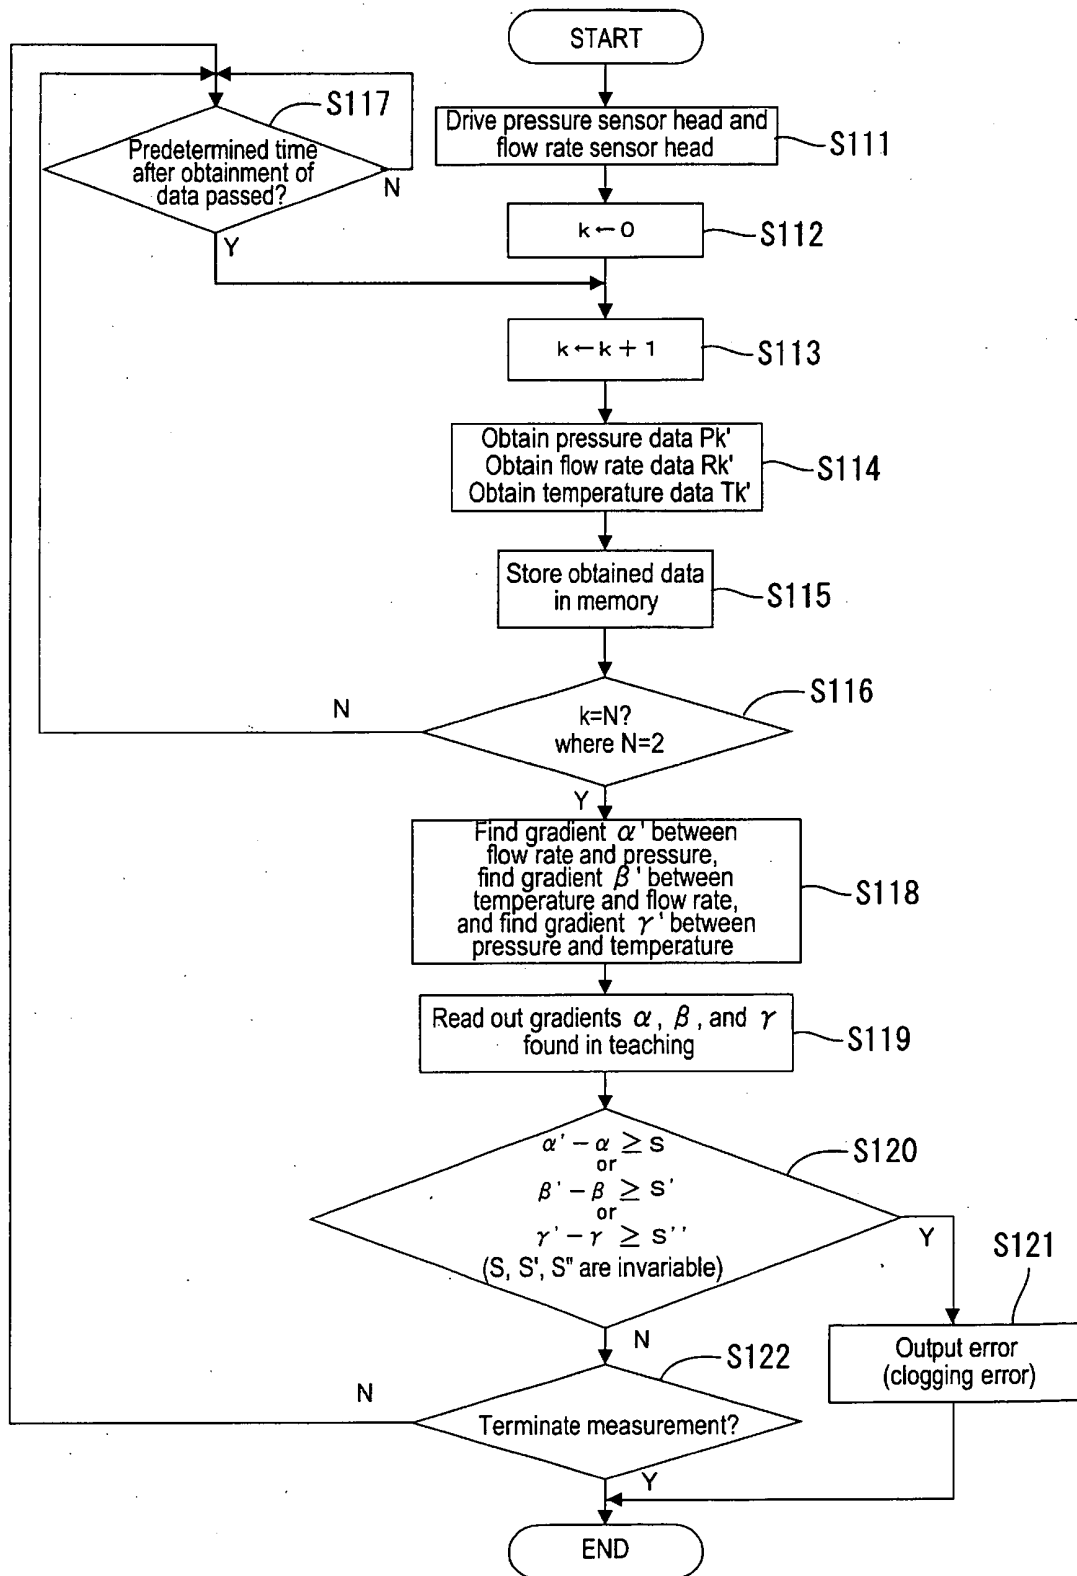 START
Drive pressure sensor head and
flow rate sensor head
S111
S117
Predetermined time
after obtainment of
data passed?
N
Y
k←0
S112
k←k+1
S113
Obtain pressure data Pk'
Obtain flow rate data Rk'
Obtain temperature data Tk'
S114
Store obtained data
in memory
S115
S116
N
k=N?
where N=2
Y
Find gradient α' between
flow rate and pressure,
find gradient β' between
temperature and flow rate,
and find gradient γ' between
pressure and temperature
S118
Read out gradients α, β, and γ
found in teaching
S119
α' − α ≥ S
or
β' − β ≥ S'
or
γ' − γ ≥ S''
(S, S', S" are invariable)
S120
Y
S121
Output error
(clogging error)
N
S122
N
Terminate measurement?
Y
END